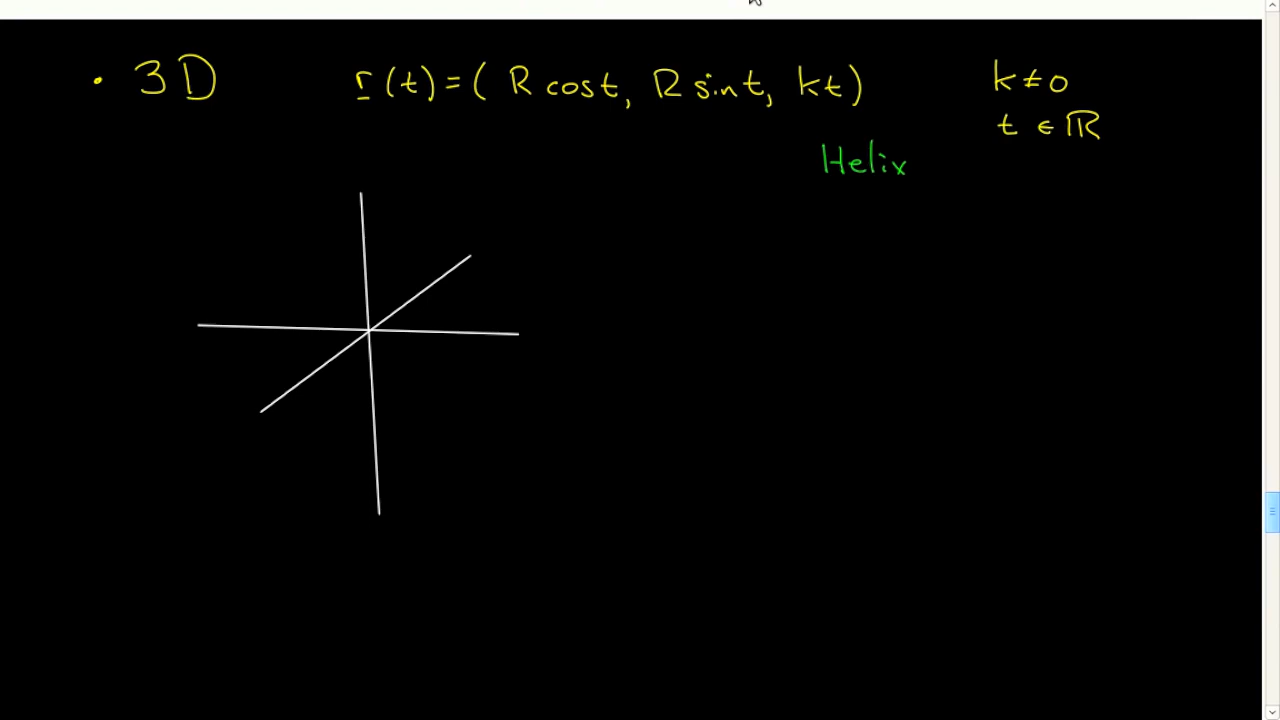 · 3D r(t) = ( R cos t, R sin t, kt) k ≠ 0
t ∈ ℝ
Helix